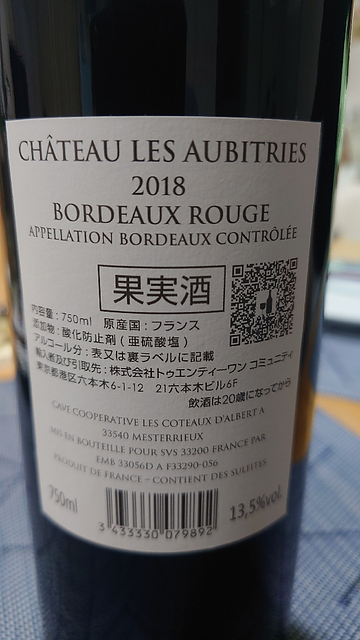 CHÂTEAU LES AUBITRIES
2018
BORDEAUX ROUGE
APPELLATION BORDEAUX CONTRÔLÉE
果実酒
内容量：750ml 原産国：フランス
添加物：酸化防止剤（亜硫酸塩）
アルコール分：表又は裏ラベルに記載
輸入者及び引取先：株式会社トゥエンティーワン コミュニティ
東京都港区六本木6-1-12 21六本木ビル6F
飲酒は20歳になってから
CAVE COOPERATIVE LES COTEAUX D'ALBERT A
33540 MESTERRIEUX
MIS EN BOUTEILLE POUR SVS 33200 FRANCE PAR
EMB 33056D A F33290-056
PRODUIT DE FRANCE - CONTIENT DES SULFITES
750ml
3 433330 079892
13,5%vol.